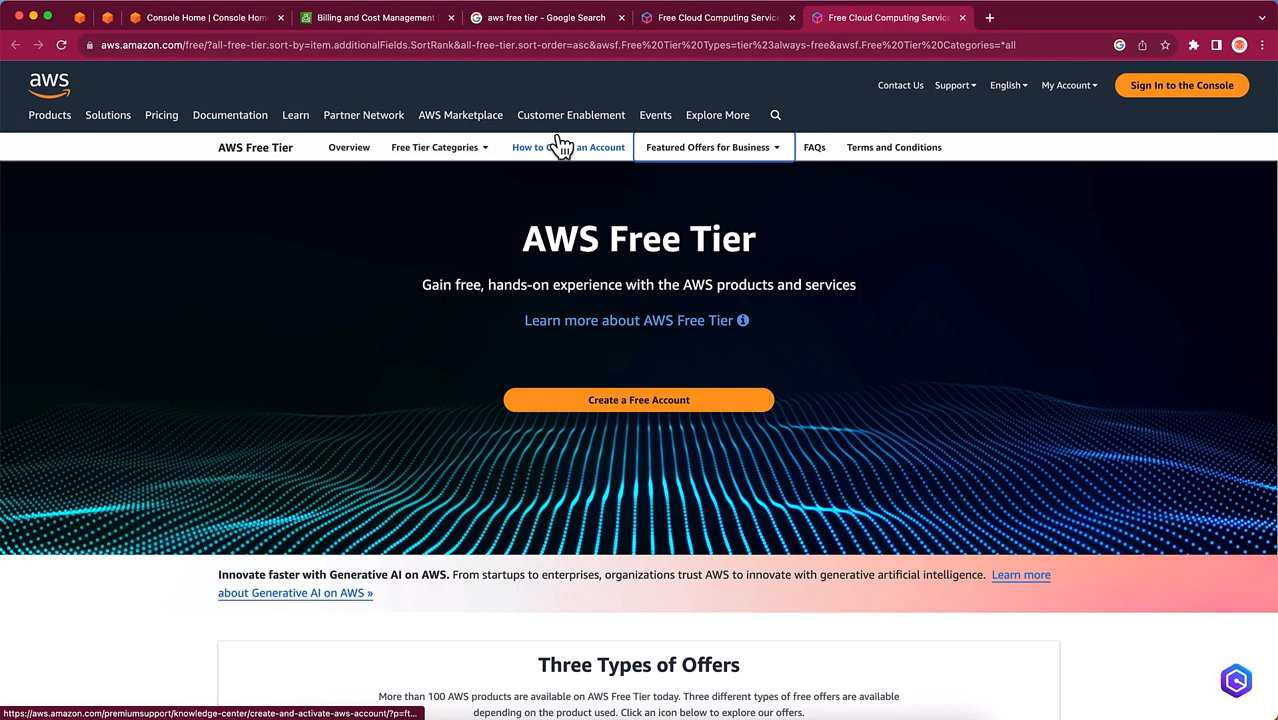 Console Home | Console Hom
Billing and Cost Management
aws free tier - Google Search
Free Cloud Computing Service
Free Cloud Computing Service
aws.amazon.com/free/?all-free-tier.sort-by=item.additionalFields.SortRank&all-free-tier.sort-order=asc&awsf.Free%20Tier%20Types=tier%23always-free&awsf.Free%20Tier%20Categories=*all
aws
Contact Us Support English My Account Sign In to the Console
Products Solutions Pricing Documentation Learn Partner Network AWS Marketplace Customer Enablement Events Explore More
AWS Free Tier Overview Free Tier Categories How to an Account Featured Offers for Business FAQs Terms and Conditions
AWS Free Tier
Gain free, hands-on experience with the AWS products and services
Learn more about AWS Free Tier
Create a Free Account
Innovate faster with Generative AI on AWS. From startups to enterprises, organizations trust AWS to innovate with generative artificial intelligence. Learn more
about Generative AI on AWS »
Three Types of Offers
More than 100 AWS products are available on AWS Free Tier today. Three different types of free offers are available
depending on the product used. Click an icon below to explore our offers.
https://aws.amazon.com/premiumsupport/knowledge-center/create-and-activate-aws-account/?p=ft...